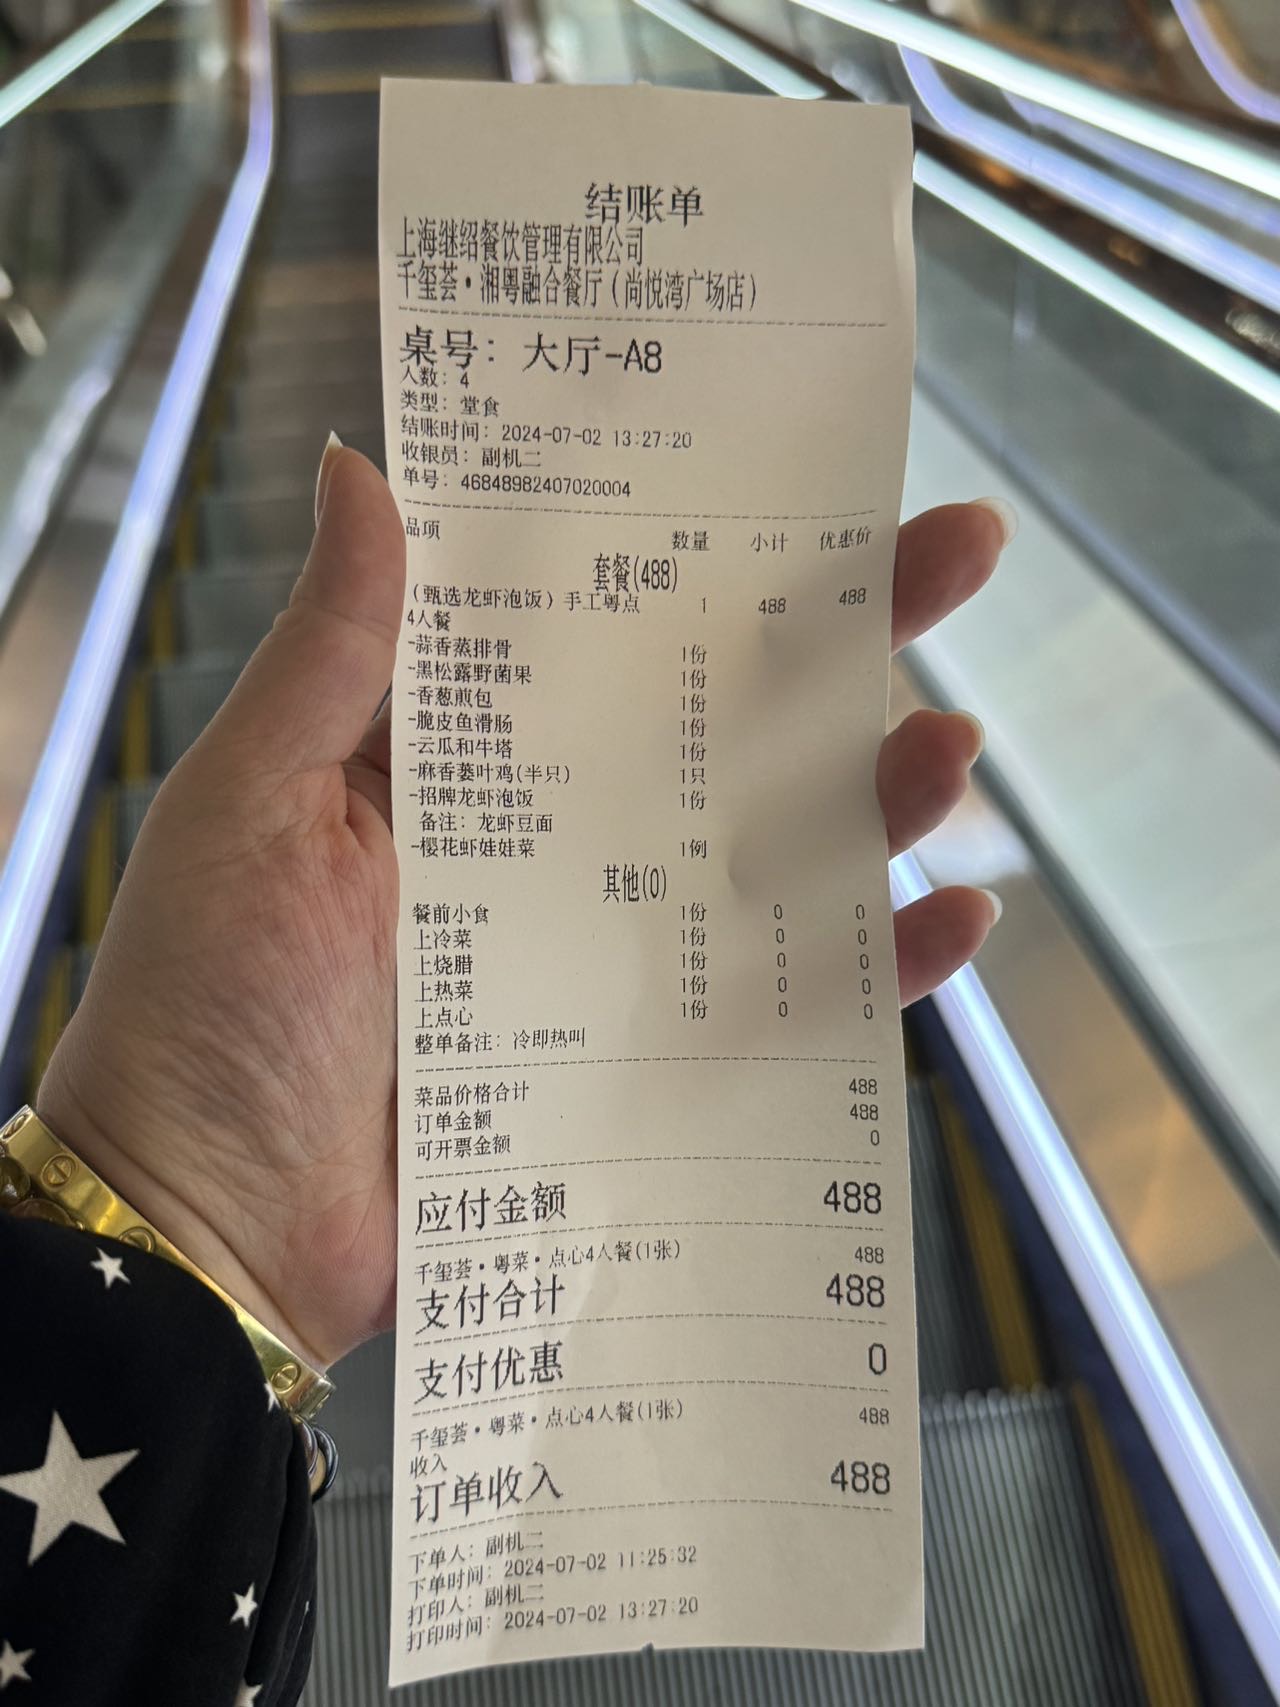 结账单
上海继绍餐饮管理有限公司
千玺荟·湘粤融合餐厅(尚悦湾广场店)
桌号: 大厅-A8
人数: 4
类型: 堂食
结账时间: 2024-07-02 13:27:20
收银员: 副机二
单号: 46848982407020004
品项 数量 小计 优惠价
套餐(488)
(甄选龙虾泡饭)手工粤点 1 488 488
4人餐
-蒜香蒸排骨 1份
-黑松露野菌果 1份
-香葱煎包 1份
-脆皮鱼滑肠 1份
-云瓜和牛塔 1份
-麻香蒌叶鸡(半只) 1只
-招牌龙虾泡饭 1份
备注: 龙虾豆面
-樱花虾娃娃菜 1例
其他(0)
餐前小食 1份 0 0
上冷菜 1份 0 0
上烧腊 1份 0 0
上热菜 1份 0 0
上点心 1份 0 0
整单备注: 冷即热叫
菜品价格合计 488
订单金额 488
可开票金额 0
应付金额 488
千玺荟·粤菜·点心4人餐(1张) 488
支付合计 488
支付优惠 0
千玺荟·粤菜·点心4人餐(1张) 488
收入
订单收入 488
下单人: 副机二
下单时间: 2024-07-02 11:25:32
打印人: 副机二
打印时间: 2024-07-02 13:27:20